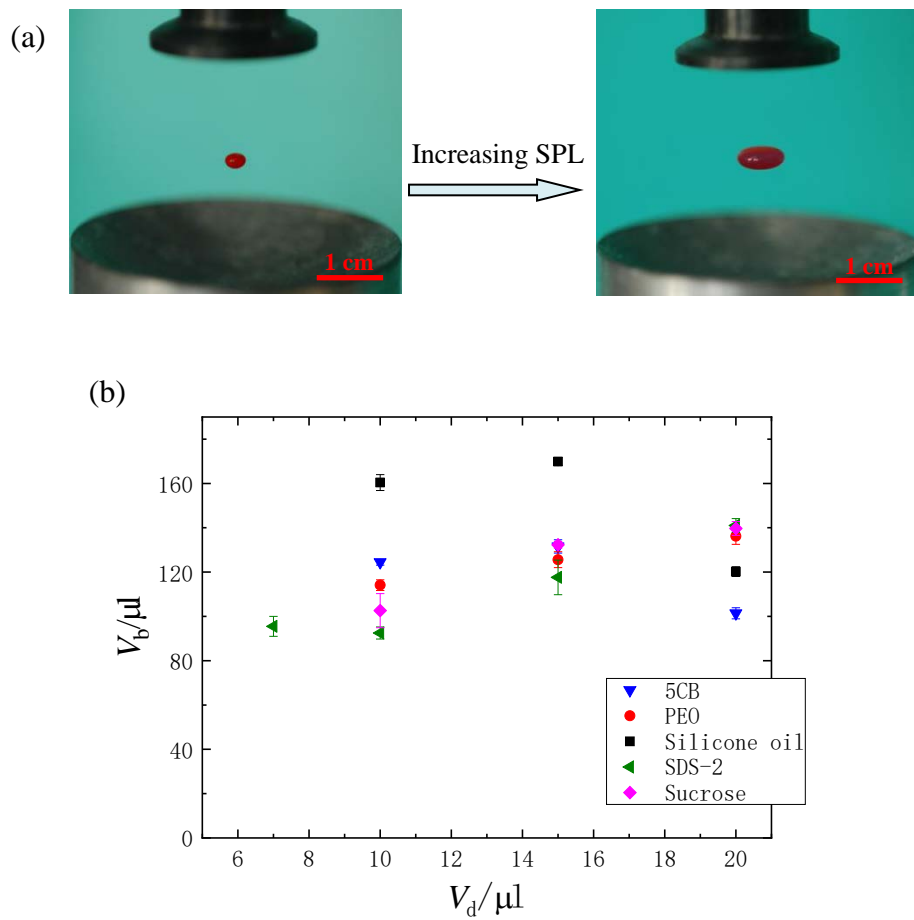 (a)
Increasing SPL
1 cm
1 cm
(b)
V_b/μl
160
120
80
40
0
6
8
10
12
14
16
18
20
V_d/μl
5CB
PEO
Silicone oil
SDS-2
Sucrose